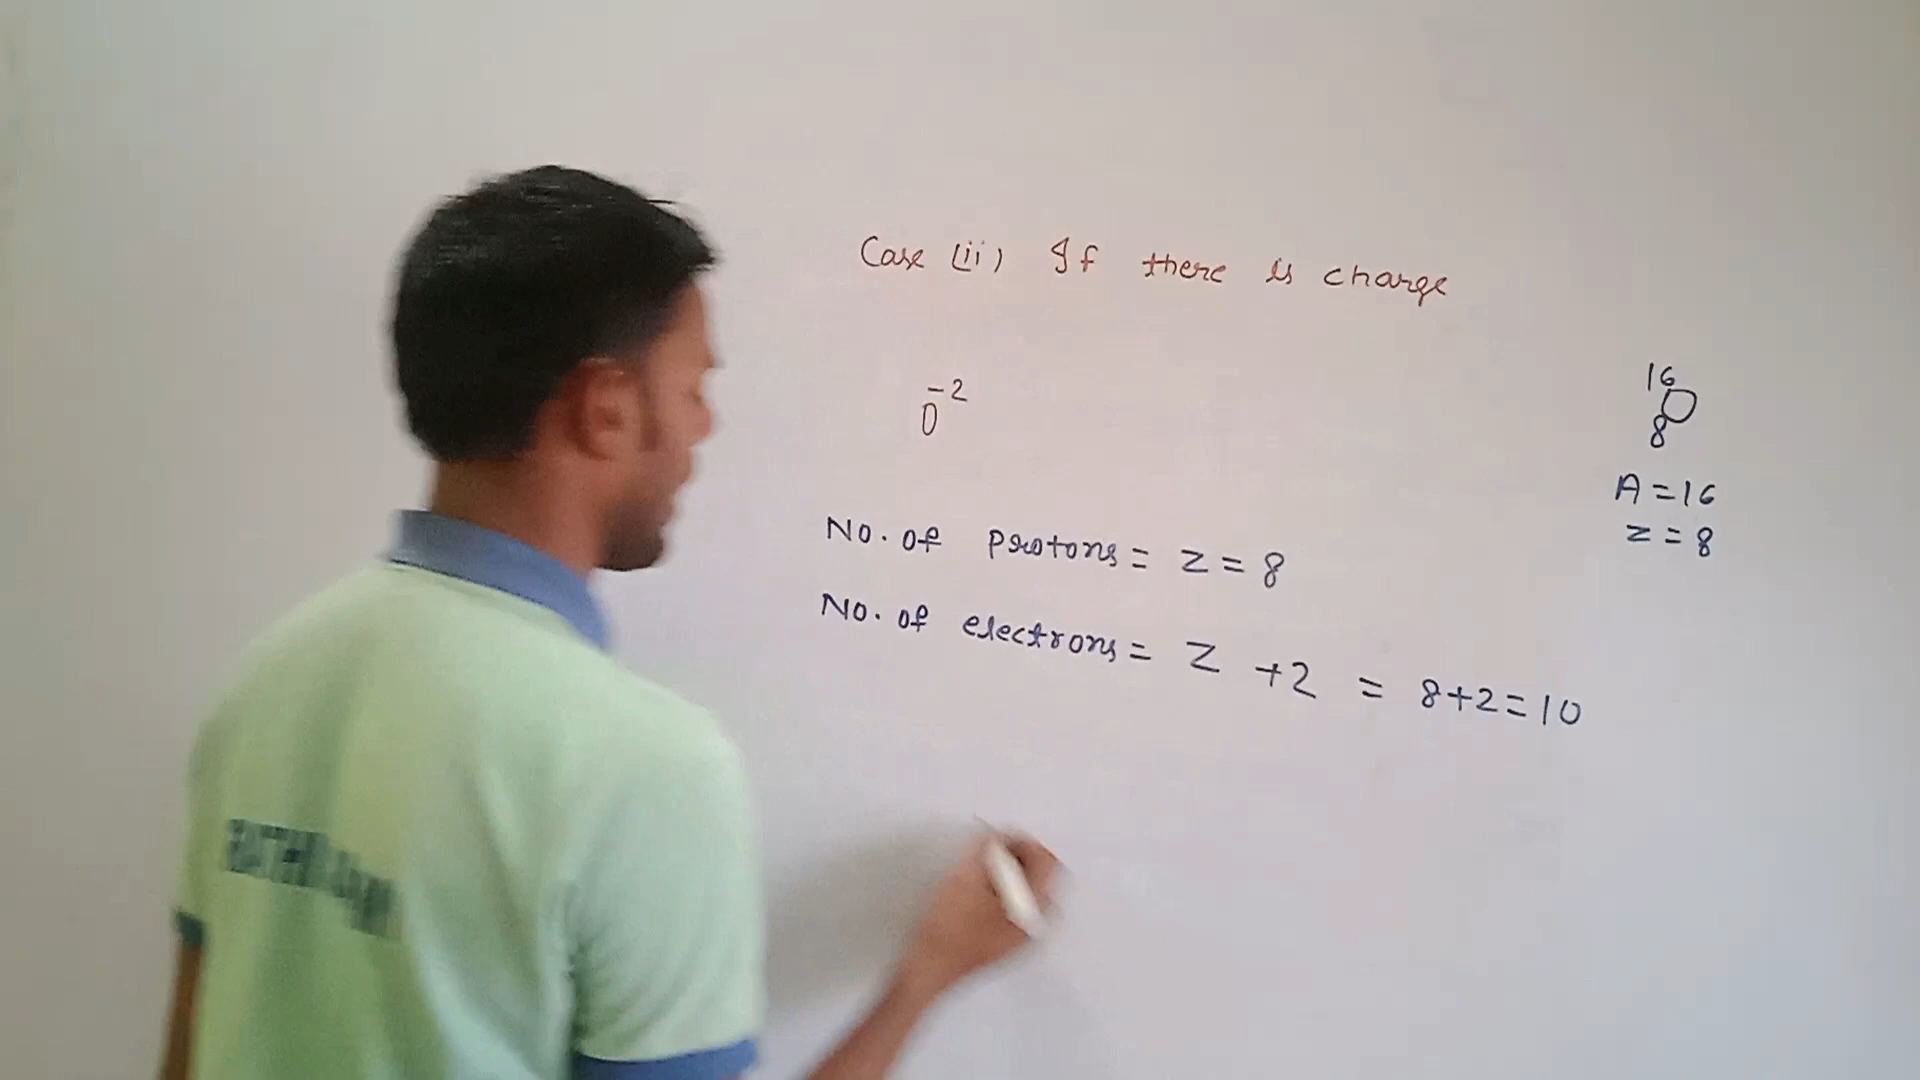 Case (ii) If there is charge
O⁻²
No. of protons = Z = 8
No. of electrons = Z +2 = 8+2=10
16
O
8
A=16
Z=8